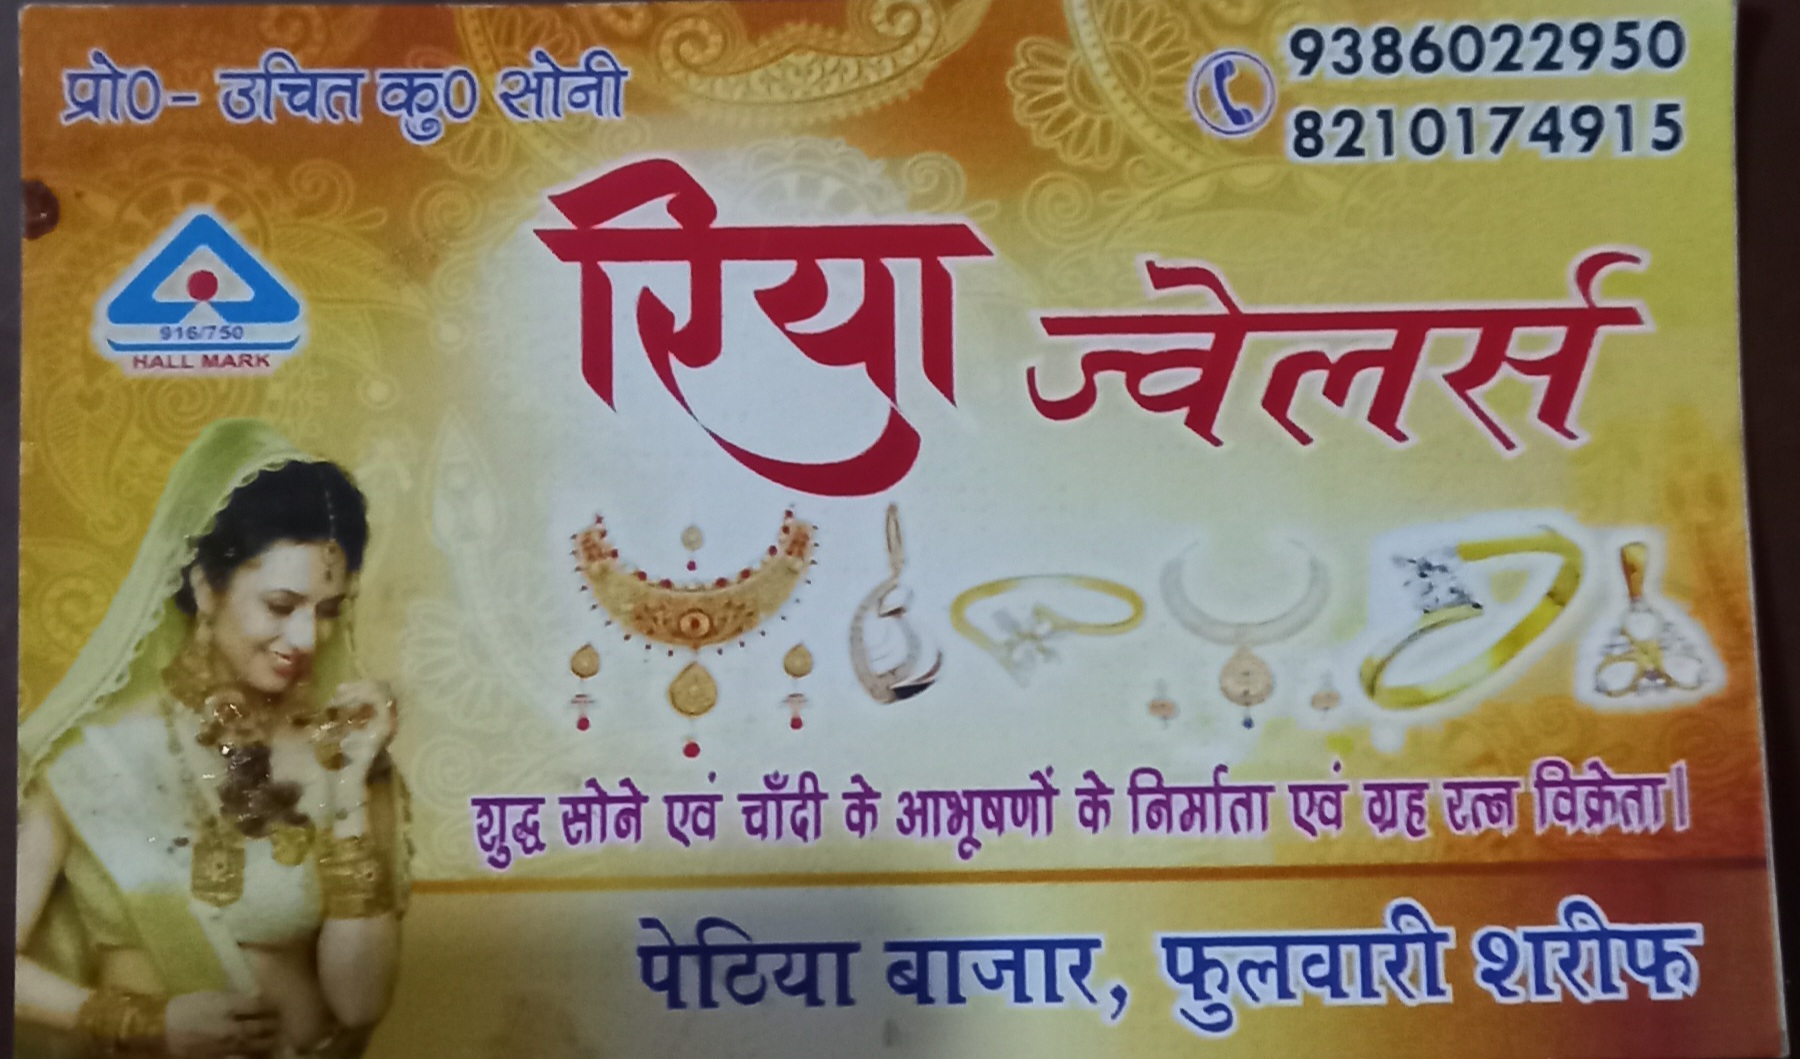 प्रो0- उचित कु0 सोनी
9386022950
8210174915
916/750
HALL MARK
रिया ज्वेलर्स
शुद्ध सोने एवं चाँदी के आभूषणों के निर्माता एवं ग्रह रत्न विक्रेता।
पेठिया बाजार, फुलवारी शरीफ